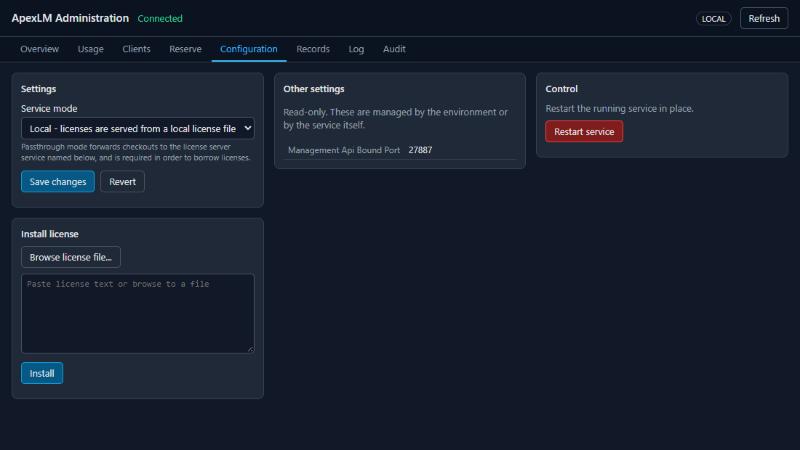 ApexLM Administration Connected LOCAL Refresh
Overview Usage Clients Reserve Configuration Records Log Audit
Settings
Service mode
Local - licenses are served from a local license file
Passthrough mode forwards checkouts to the license server
service named below, and is required in order to borrow licenses.
Save changes Revert
Install license
Browse license file...
Paste license text or browse to a file
Install
Other settings
Read-only. These are managed by the environment or
by the service itself.
Management Api Bound Port 27887
Control
Restart the running service in place.
Restart service